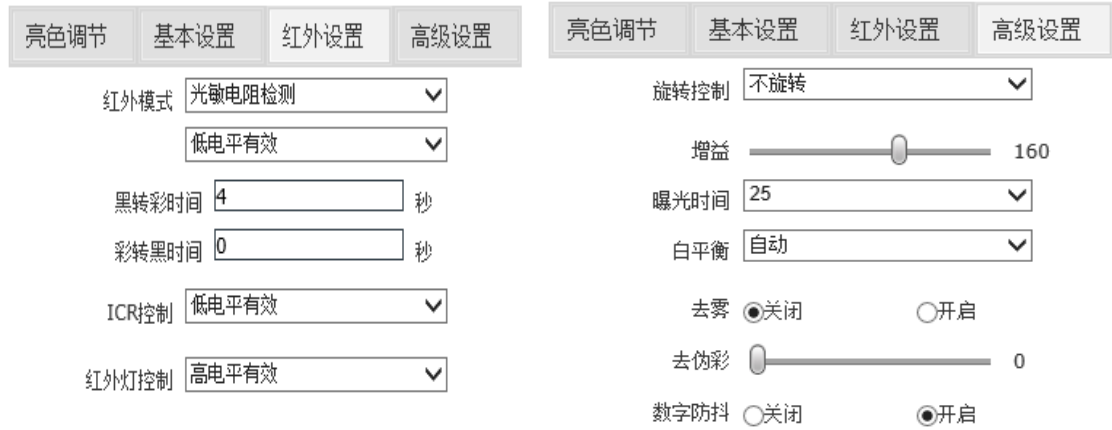 亮色调节 基本设置 红外设置 高级设置
红外模式 光敏电阻检测
低电平有效
黑转彩时间 4 秒
彩转黑时间 0 秒
ICR控制 低电平有效
红外灯控制 高电平有效
亮色调节 基本设置 红外设置 高级设置
旋转控制 不旋转
增益 160
曝光时间 25
白平衡 自动
去雾 关闭 开启
去伪彩 0
数字防抖 关闭 开启